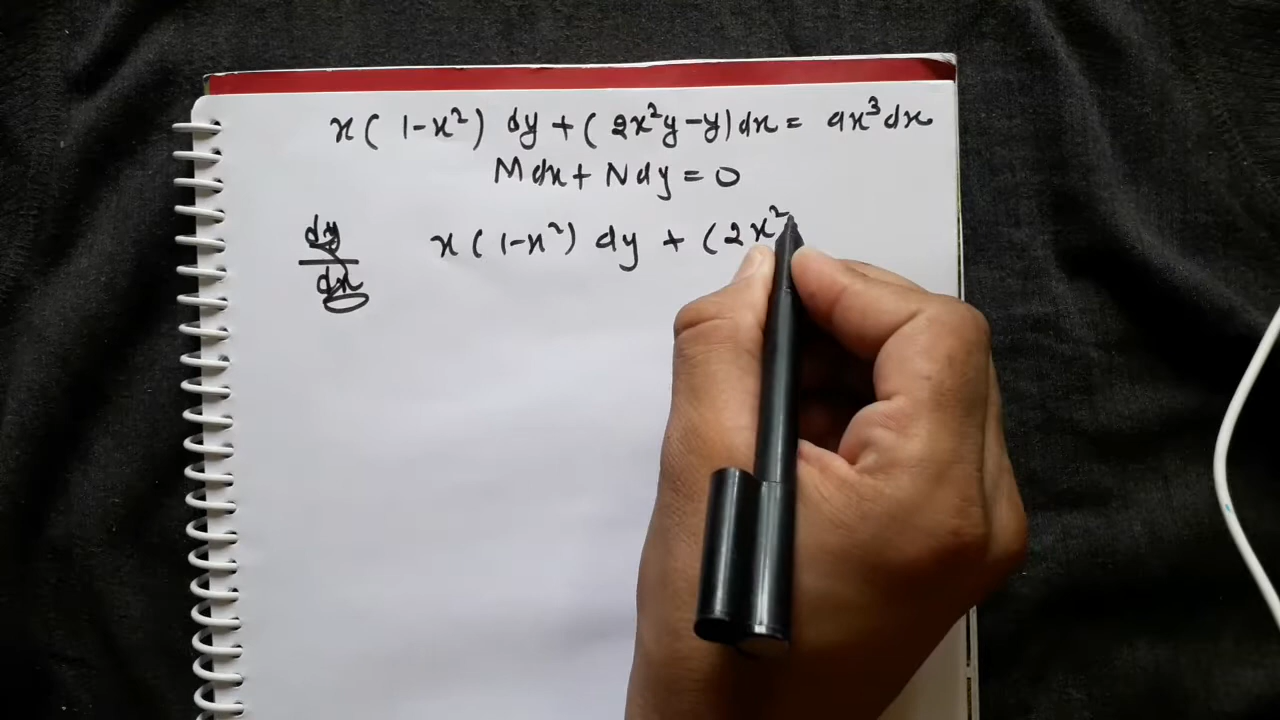 x(1-x²) dy + (2x²y-y)dx = ax³dx
Mdx + Ndy = 0
dy/dx
x(1-x²) dy + (2x²